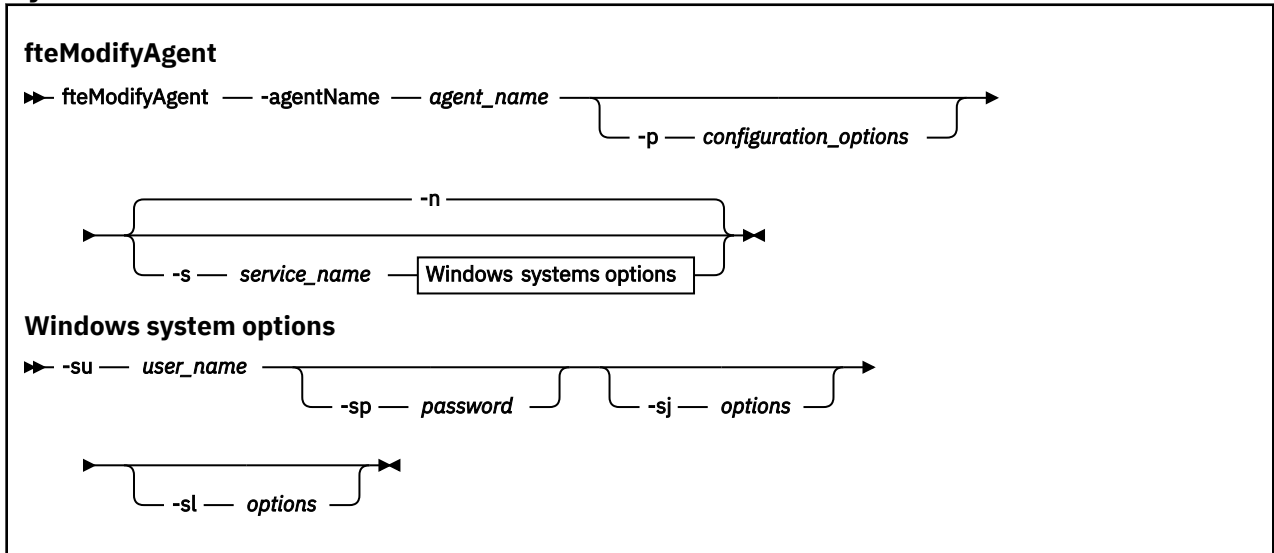 fteModifyAgent
fteModifyAgent -agentName agent_name
-p configuration_options
-n
-s service_name Windows systems options
Windows system options
-su user_name
-sp password -sj options
-sl options